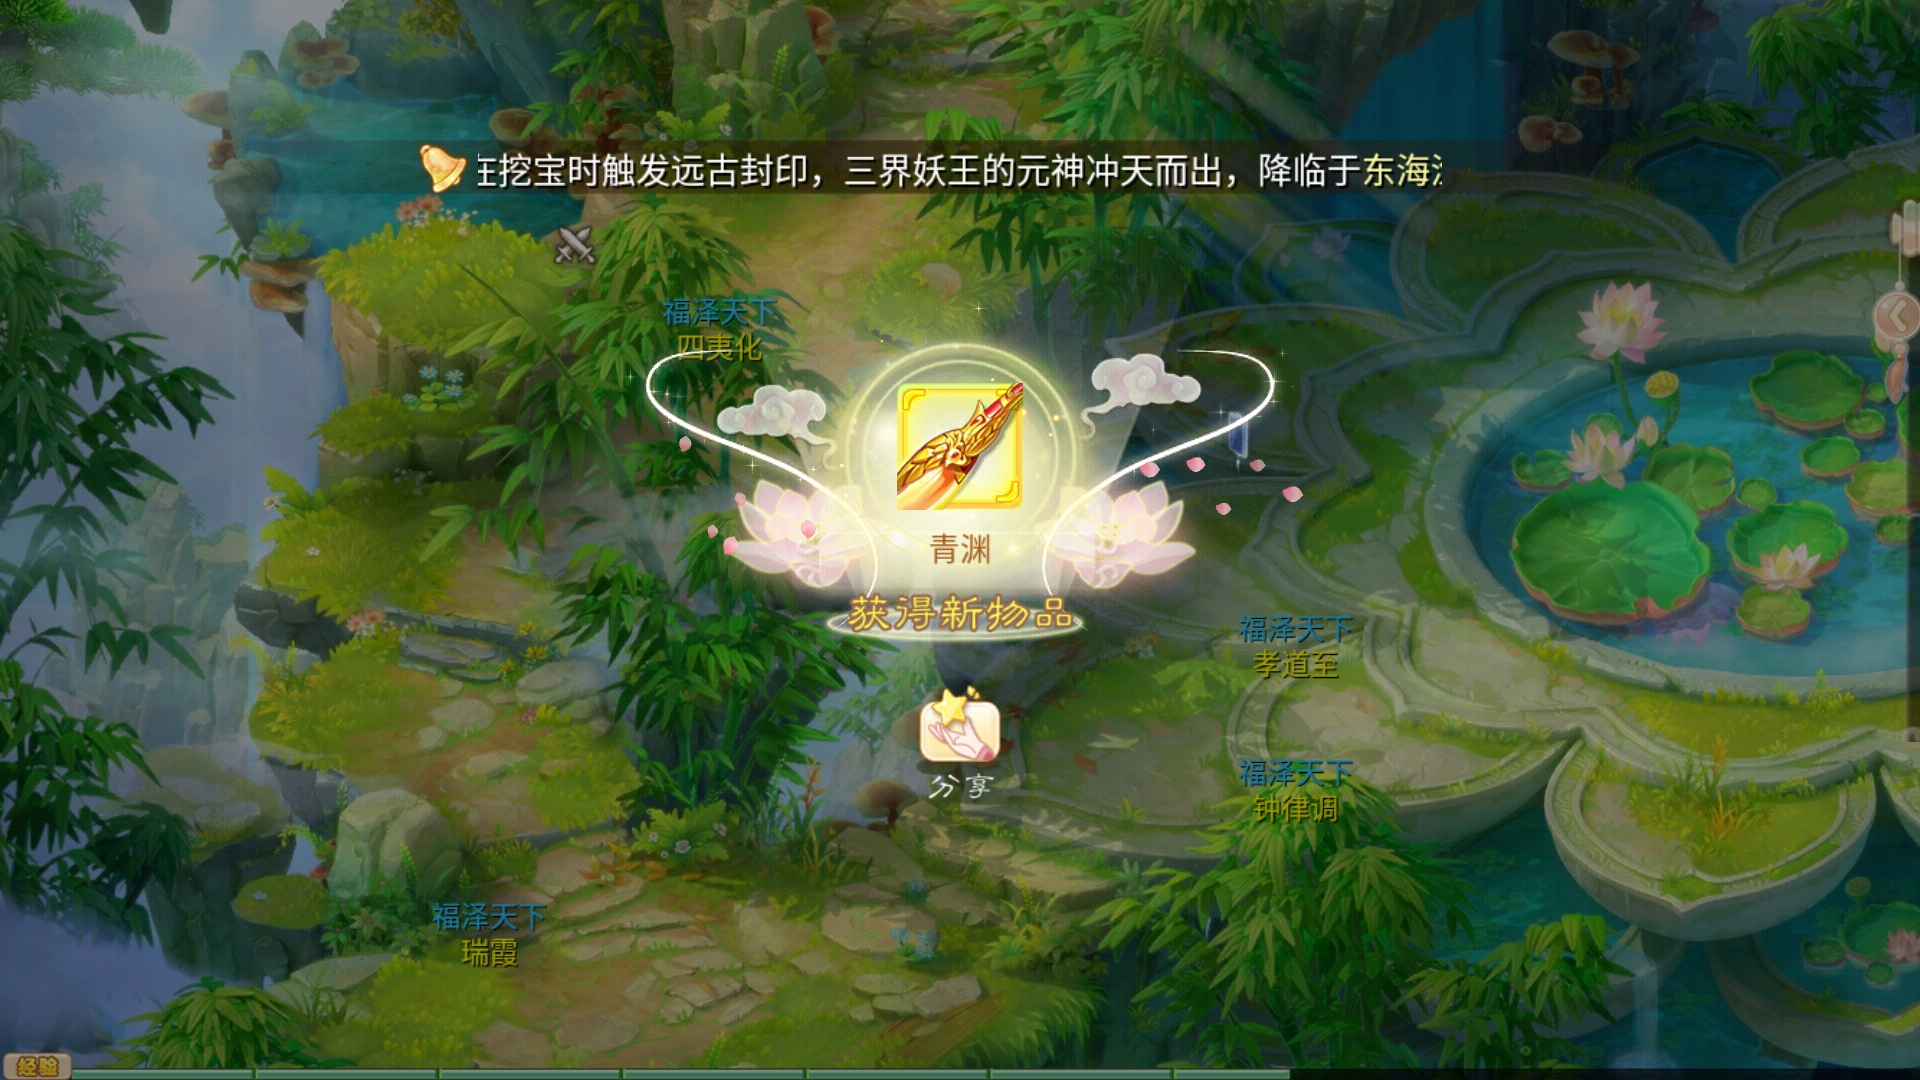 在挖宝时触发远古封印，三界妖王的元神冲天而出，降临于东海
福泽天下
四夷化
青渊
获得新物品
福泽天下
孝道至
分享
福泽天下
钟律调
福泽天下
瑞霞
经验